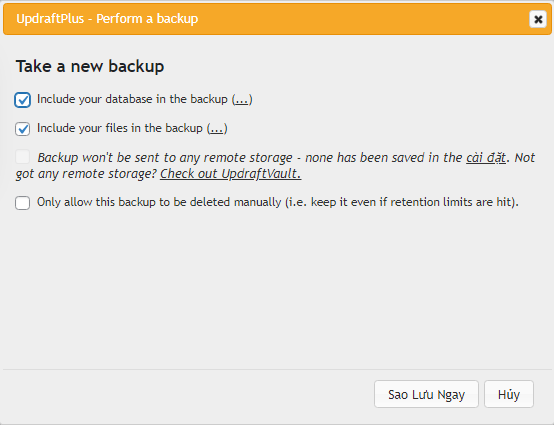 UpdraftPlus - Perform a backup
Take a new backup
Include your database in the backup (...)
Include your files in the backup (...)
Backup won't be sent to any remote storage - none has been saved in the cài đặt. Not
got any remote storage? Check out UpdraftVault.
Only allow this backup to be deleted manually (i.e. keep it even if retention limits are hit).
Sao Lưu Ngay Hủy